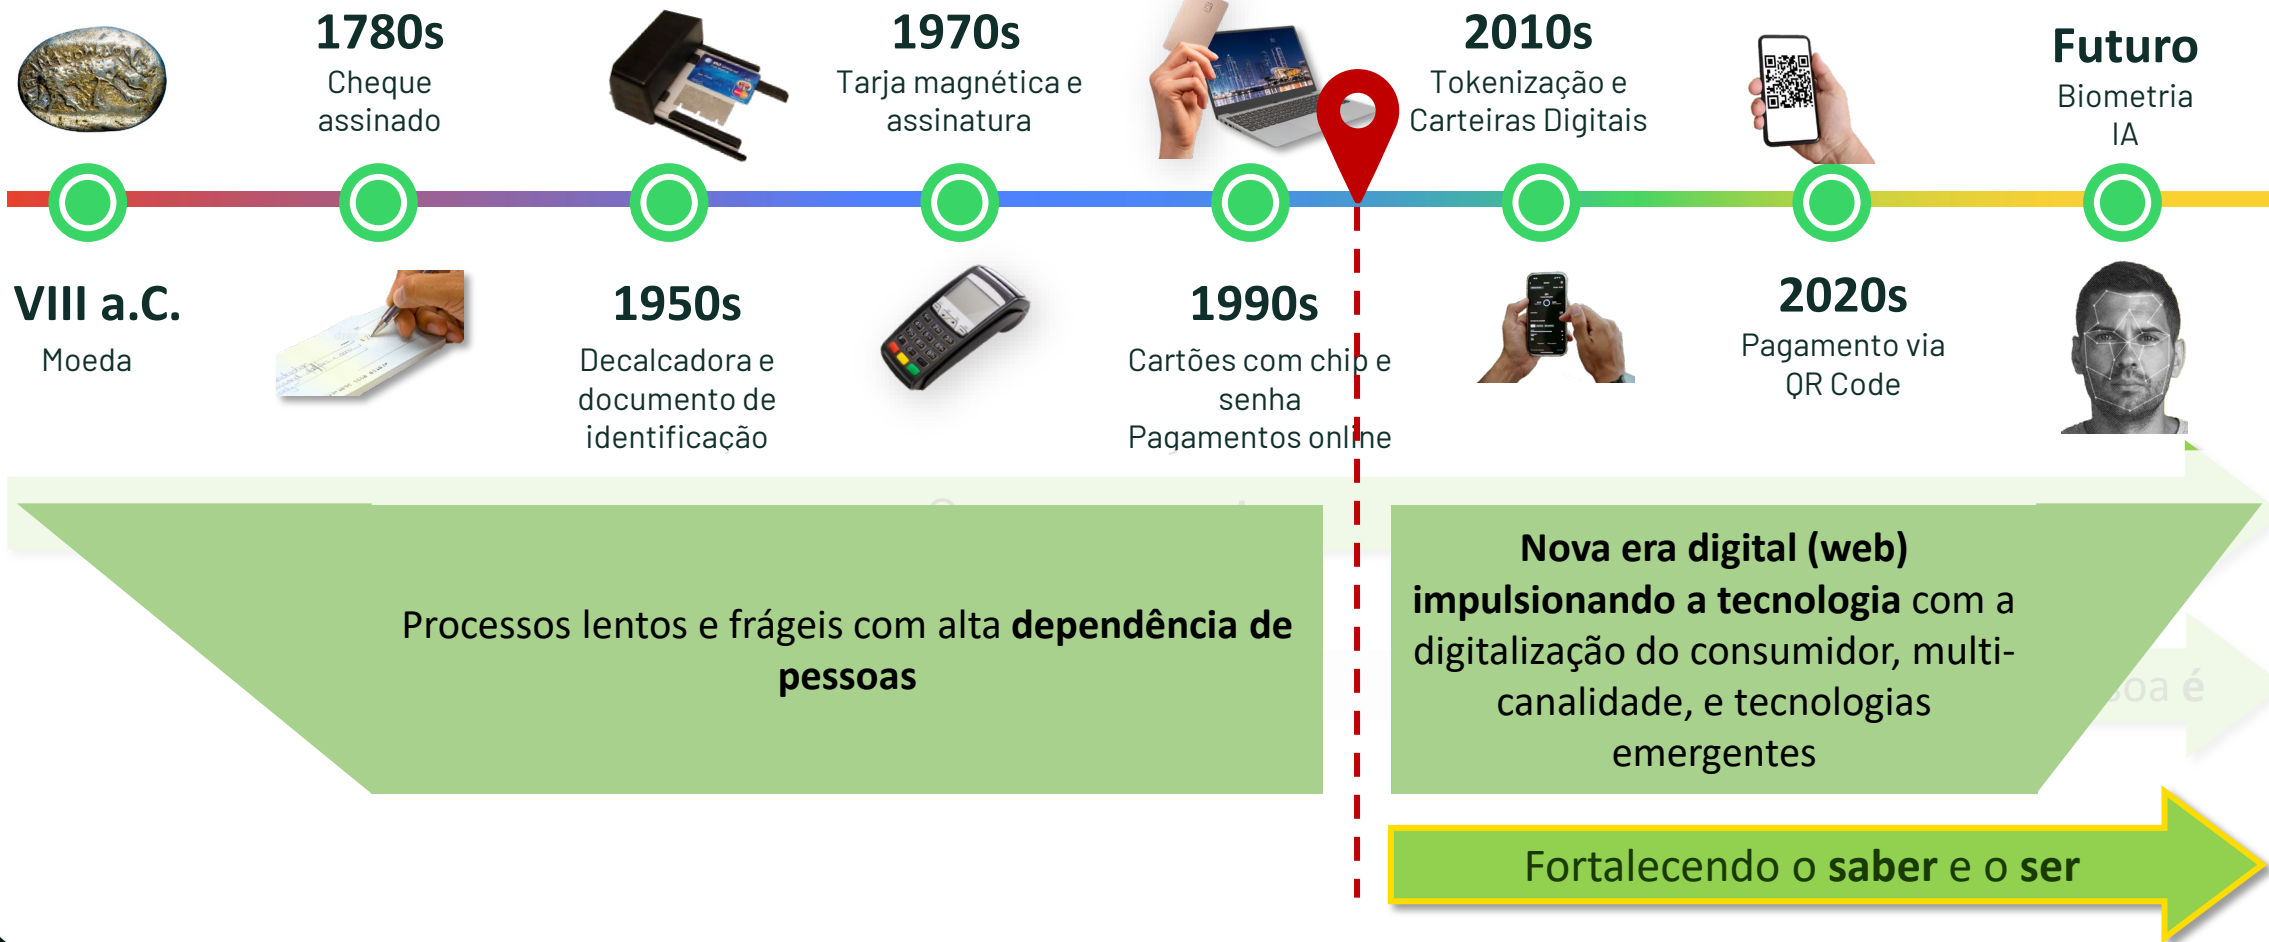 1780s
Cheque
assinado
1970s
Tarja magnética e
assinatura
2010s
Tokenização e
Carteiras Digitais
Futuro
Biometria
IA
VIII a.C.
Moeda
1950s
Decalcadora e
documento de
identificação
1990s
Cartões com chip e
senha
Pagamentos online
2020s
Pagamento via
QR Code
Processos lentos e frágeis com alta dependência de
pessoas
Nova era digital (web)
impulsionando a tecnologia com a
digitalização do consumidor, multi-
canalidade, e tecnologias
emergentes
é
Fortalecendo o saber e o ser